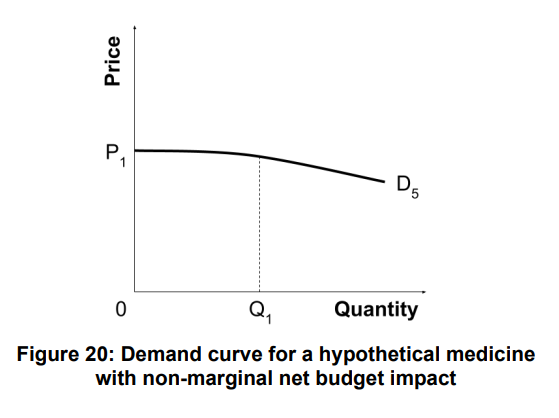 Price
P1
D5
0
Q1
Quantity
Figure 20: Demand curve for a hypothetical medicine
with non-marginal net budget impact